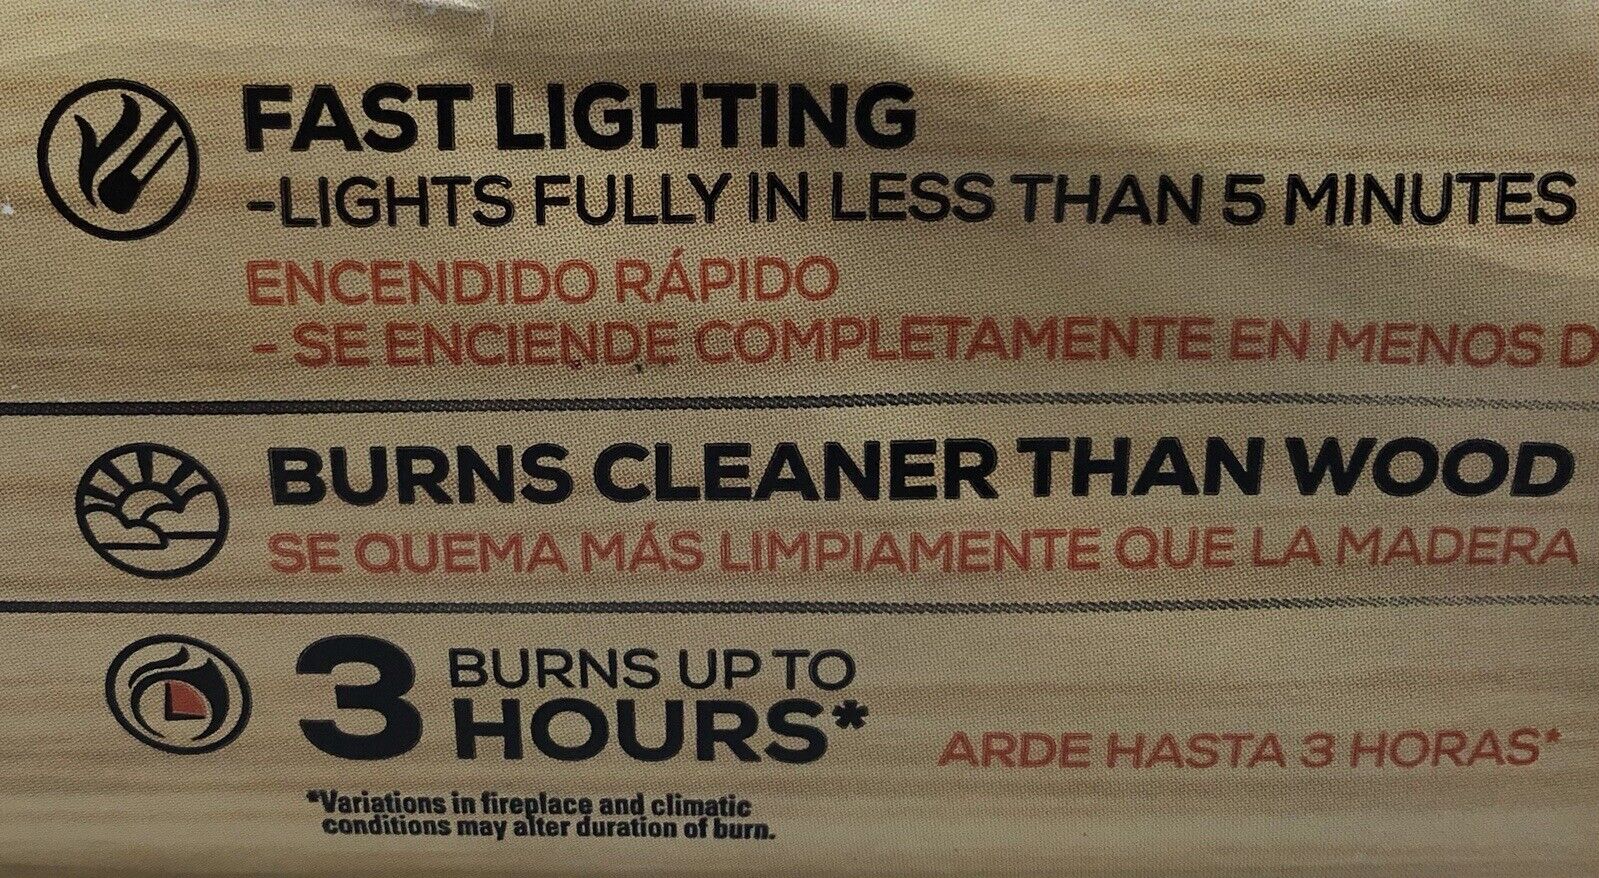 FAST LIGHTING
-LIGHTS FULLY IN LESS THAN 5 MINUTES
ENCENDIDO RÁPIDO
- SE ENCIENDE COMPLETAMENTE EN MENOS D
BURNS CLEANER THAN WOOD
SE QUEMA MÁS LIMPIAMENTE QUE LA MADERA
3 BURNS UP TO
HOURS*
ARDE HASTA 3 HORAS*
*Variations in fireplace and climatic
conditions may alter duration of burn.